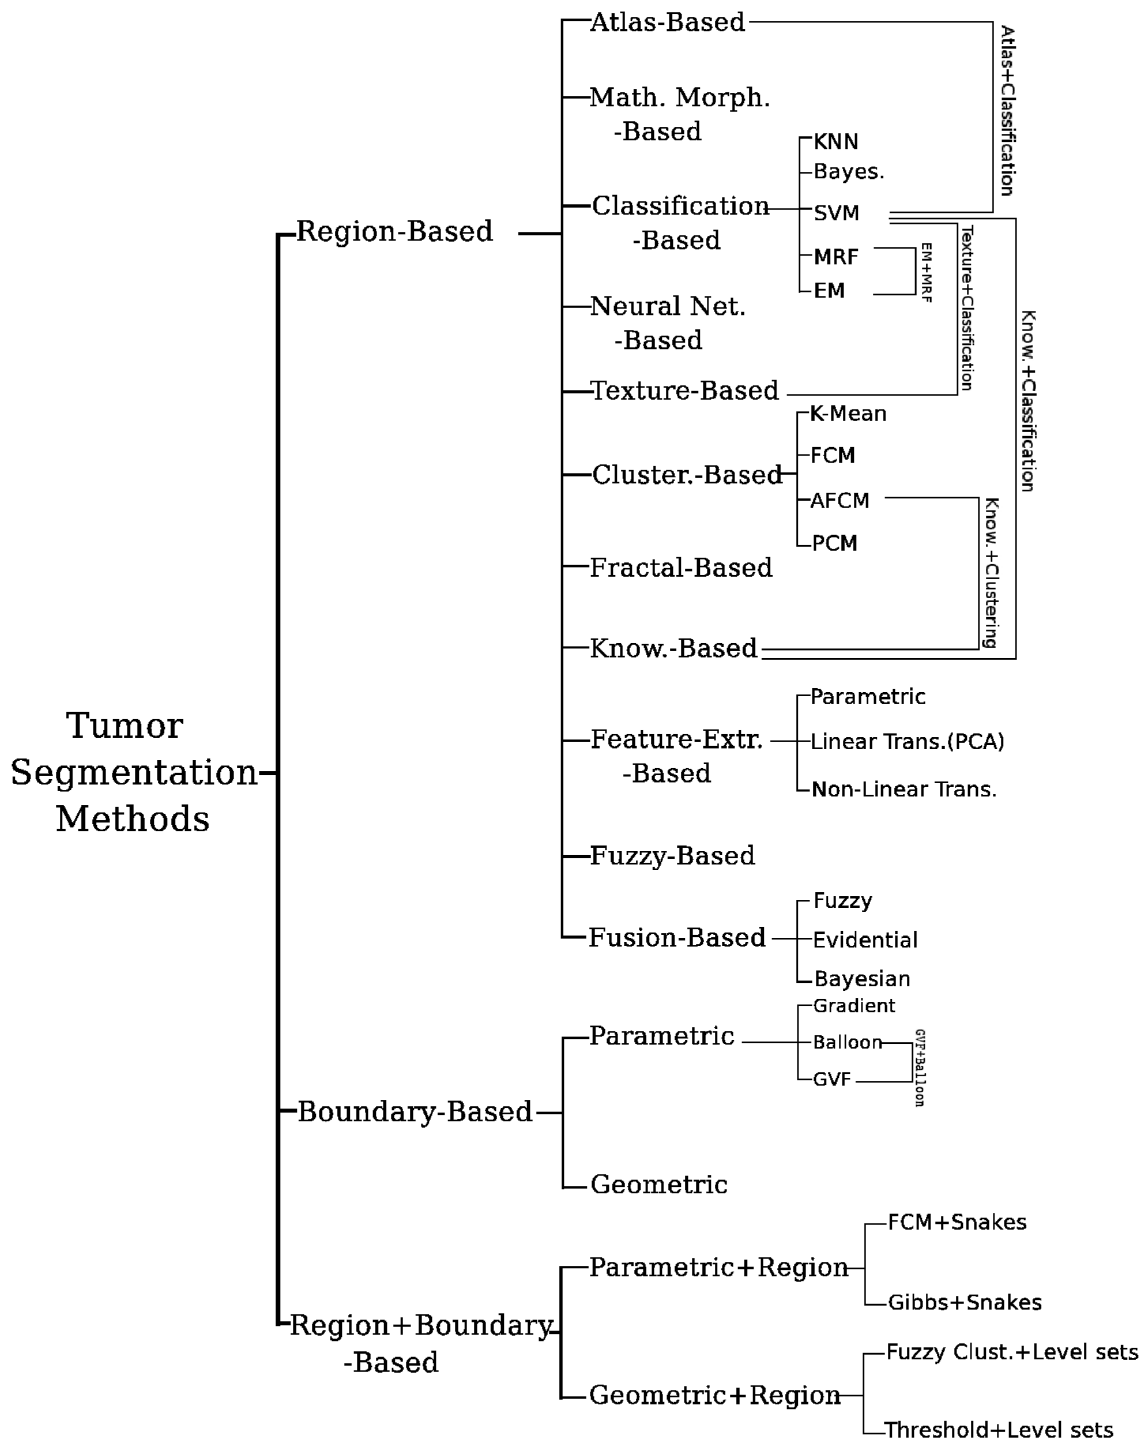 Atlas-Based
Atlas+Classification
Math. Morph.
-Based
KNN
Bayes.
Classification
-Based
SVM
MRF
EM
EM+MRF
Texture+Classification
Region-Based
Neural Net.
-Based
Know.+Classification
Texture-Based
K-Mean
FCM
Cluster.-Based
AFCM
PCM
Know.+Clustering
Fractal-Based
Know.-Based
Parametric
Feature-Extr.
-Based
Linear Trans.(PCA)
Non-Linear Trans.
Tumor
Segmentation
Methods
Fuzzy-Based
Fuzzy
Fusion-Based
Evidential
Bayesian
Parametric
Gradient
Balloon
GVF
GVF+Balloon
Boundary-Based
Geometric
FCM+Snakes
Parametric+Region
Gibbs+Snakes
Region+Boundary
-Based
Fuzzy Clust.+Level sets
Geometric+Region
Threshold+Level sets